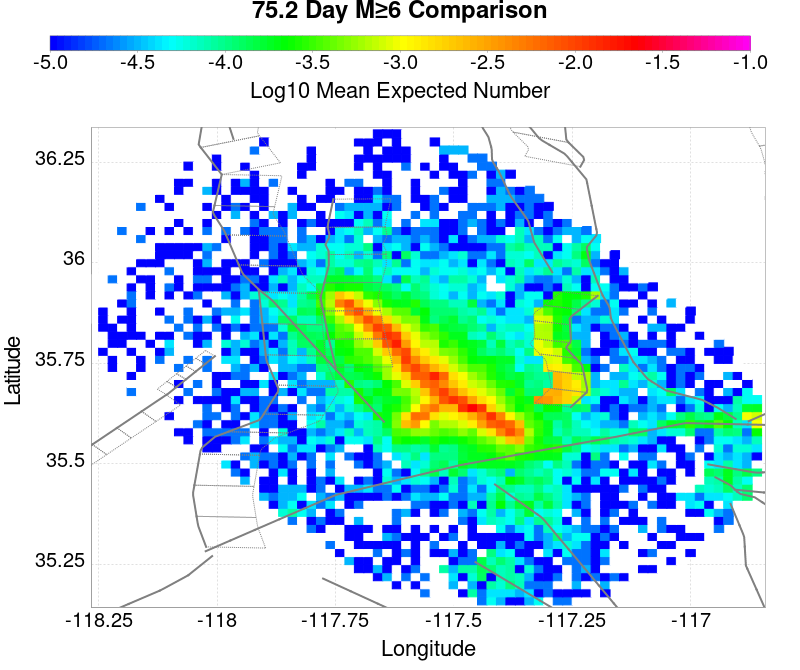 75.2 Day M≥6 Comparison
-5.0 -4.5 -4.0 -3.5 -3.0 -2.5 -2.0 -1.5 -1.0
Log10 Mean Expected Number
36.25
36
35.75
35.5
35.25
Latitude
-118.25 -118 -117.75 -117.5 -117.25 -117
Longitude